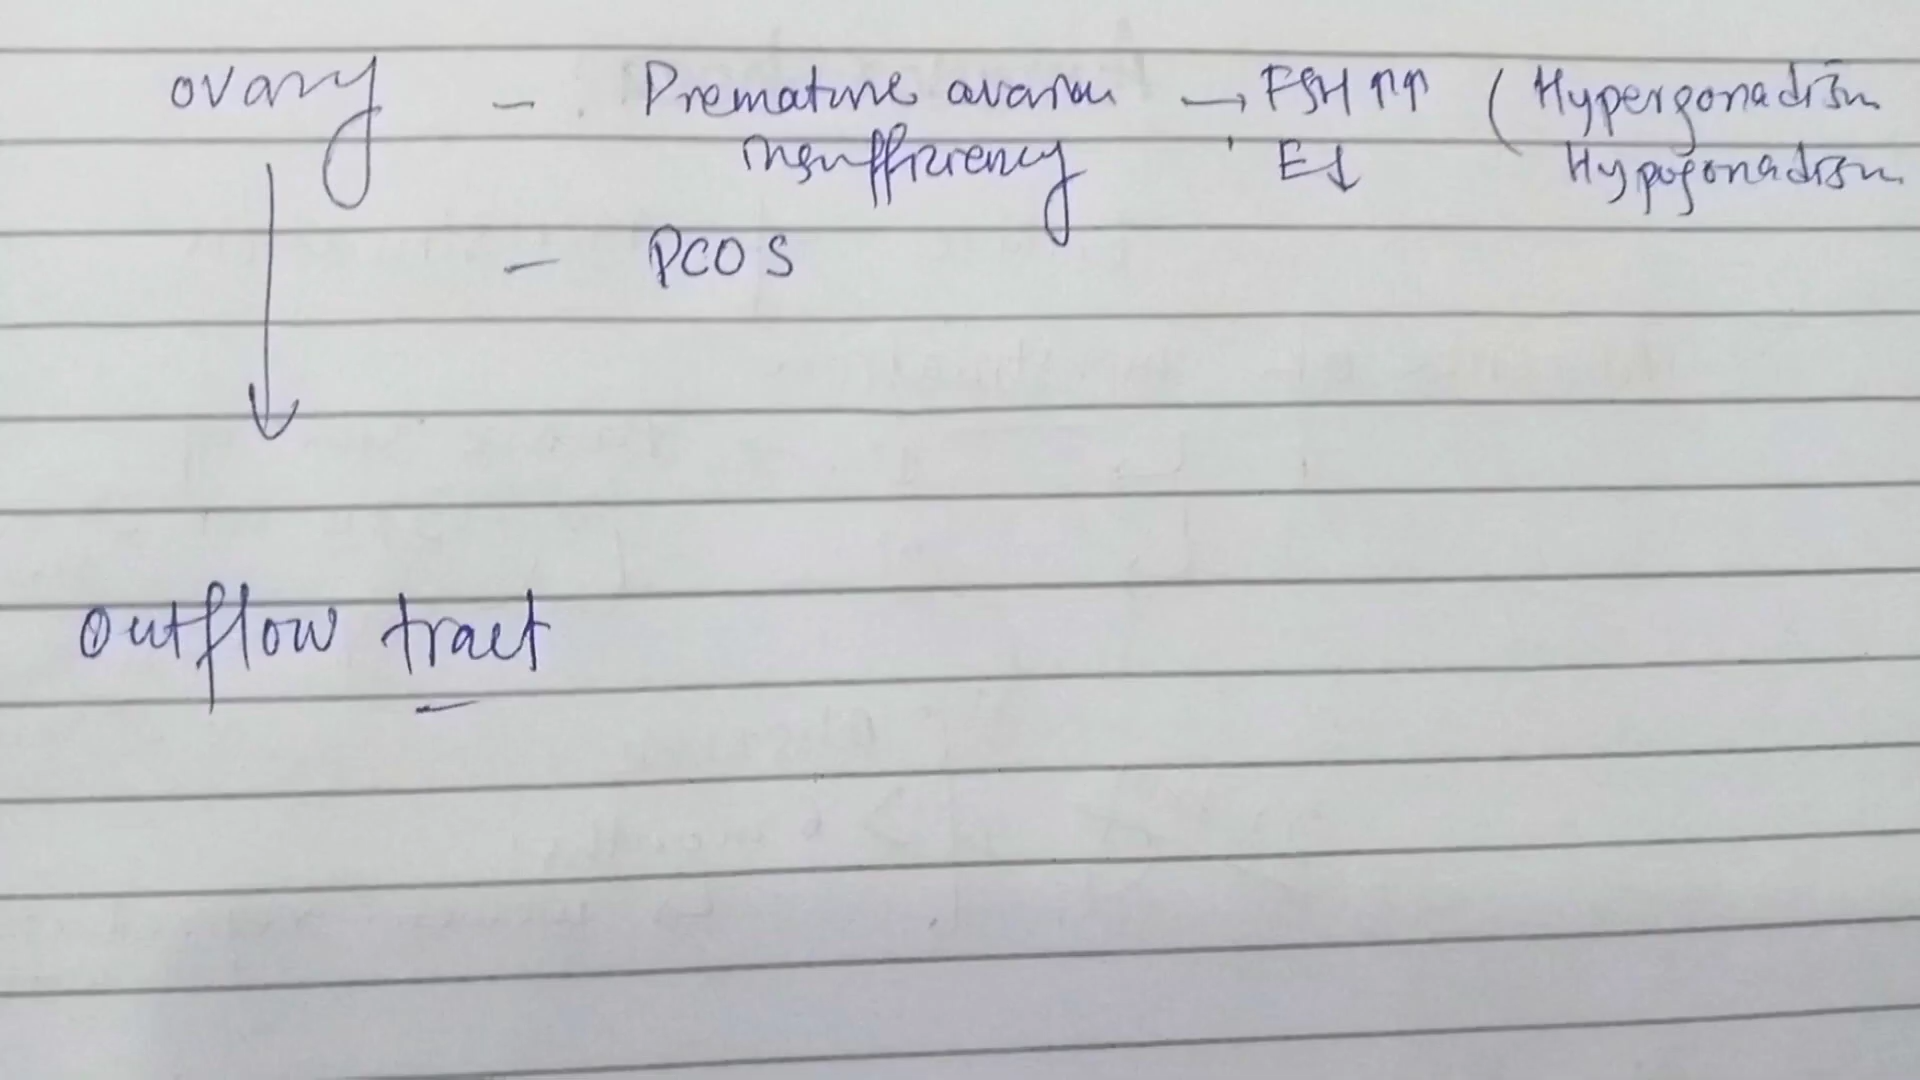 ovary - Premature ovarian → FSH ↑↑ (Hypergonadism
insufficiency E↓ Hypogonadism
- PCOS
outflow tract